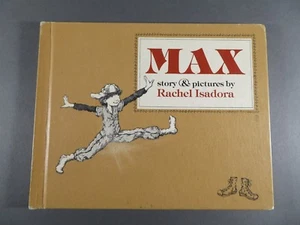 MAX
story & pictures by
Rachel Isadora